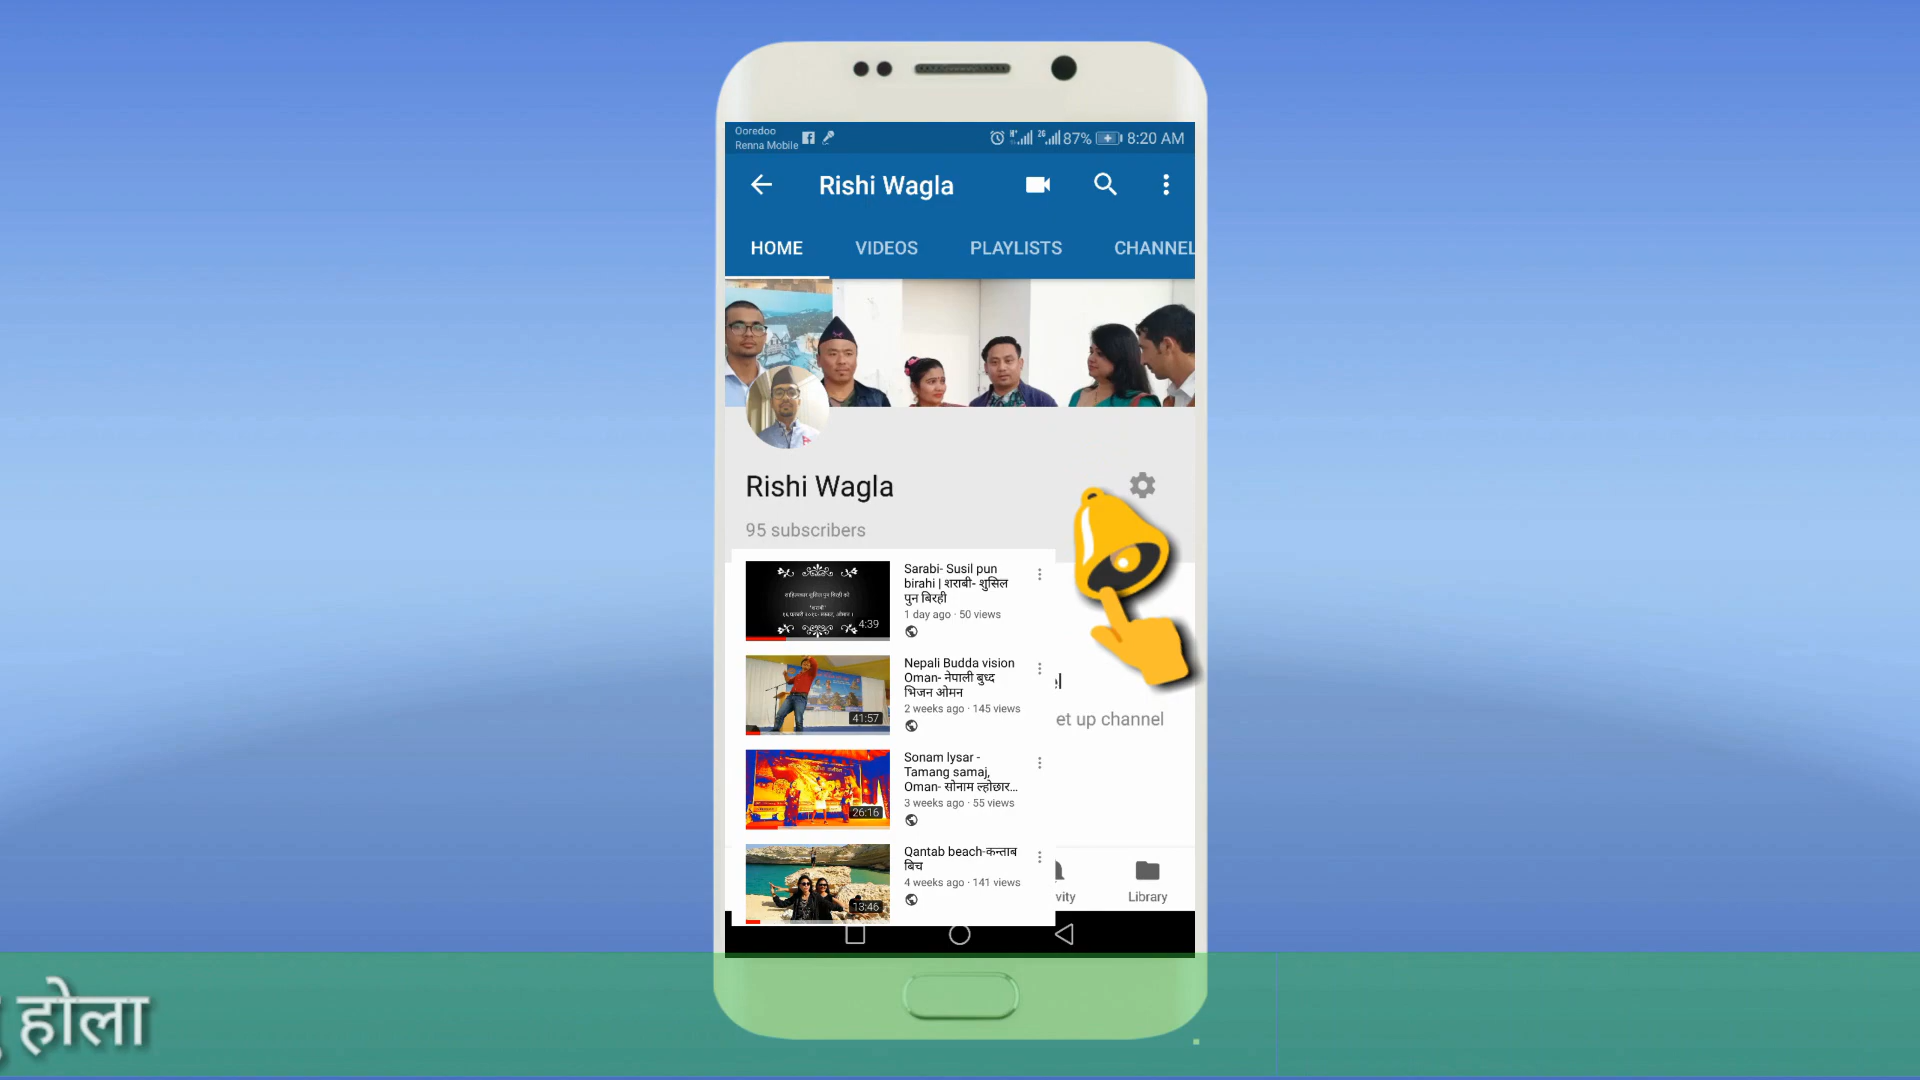 Ooredoo
Renna Mobile
H+
2G
87%
8:20 AM
Rishi Wagla
HOME VIDEOS PLAYLISTS CHANNEL
Rishi Wagla
95 subscribers
Sarabi- Susil pun
birahi | शराबी- शुसिल
पुन बिरही
1 day ago · 50 views
4:39
Nepali Budda vision
Oman- नेपाली बुध्द
भिजन ओमन
2 weeks ago · 145 views
41:57
el
et up channel
Sonam lysar -
Tamang samaj,
Oman- सोनाम ल्होछार...
3 weeks ago · 55 views
26:16
Qantab beach-कन्ताब
बिच
4 weeks ago · 141 views
13:46
vity
Library
होला